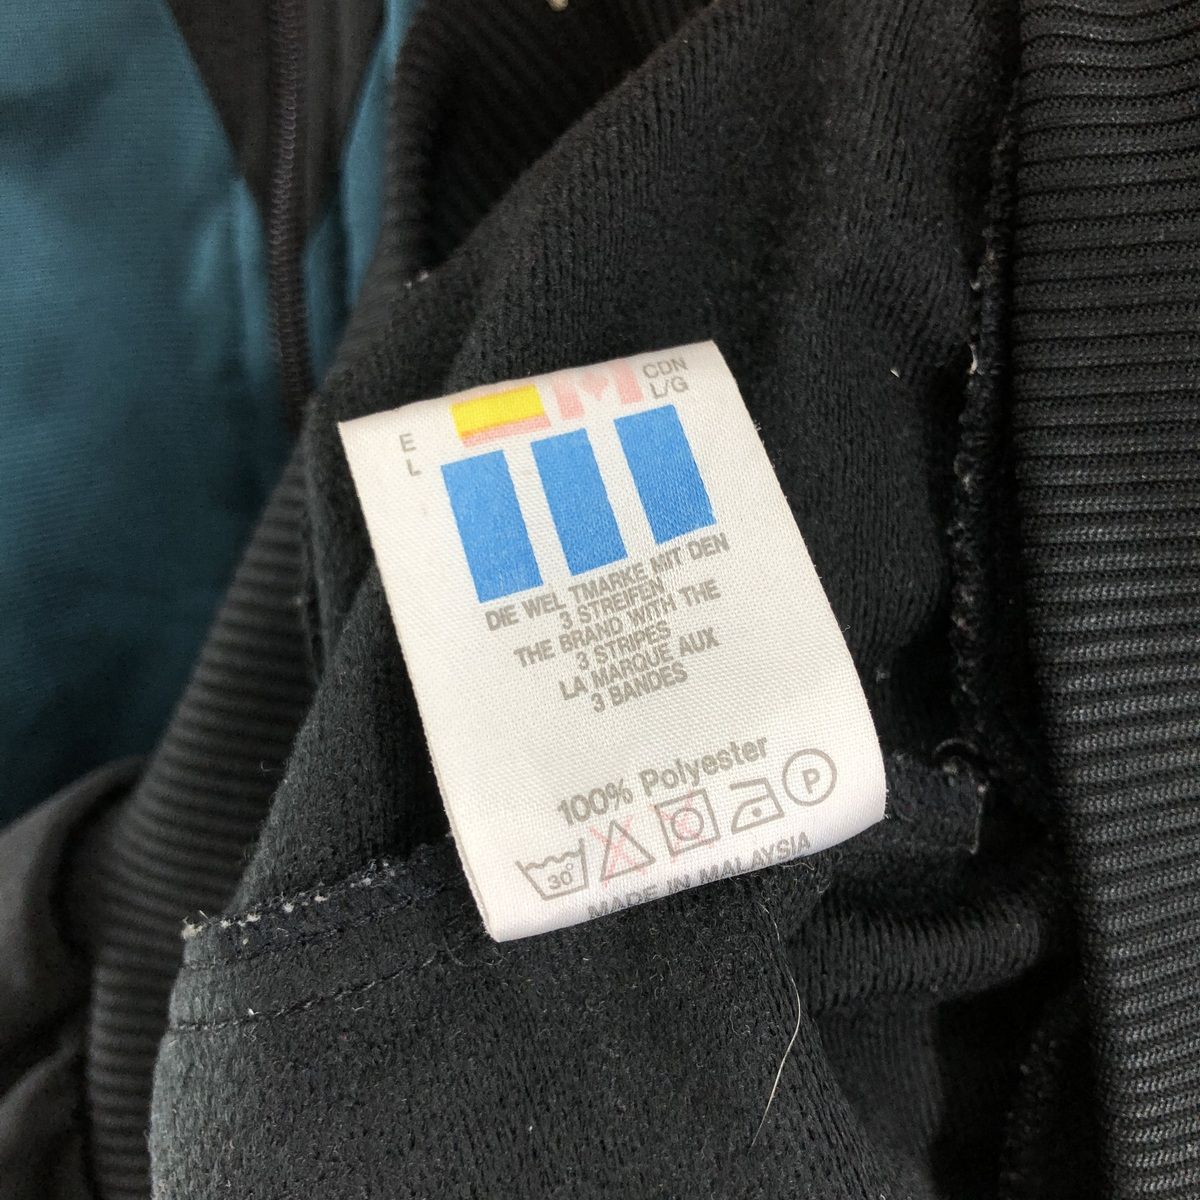 E
L
CDN
L/G
DIE WEL TMARKE MIT DEN
3 STREIFEN
THE BRAND WITH THE
3 STRIPES
LA MARQUE AUX
3 BANDES
100% Polyester
30° P
MADE IN MALAYSIA